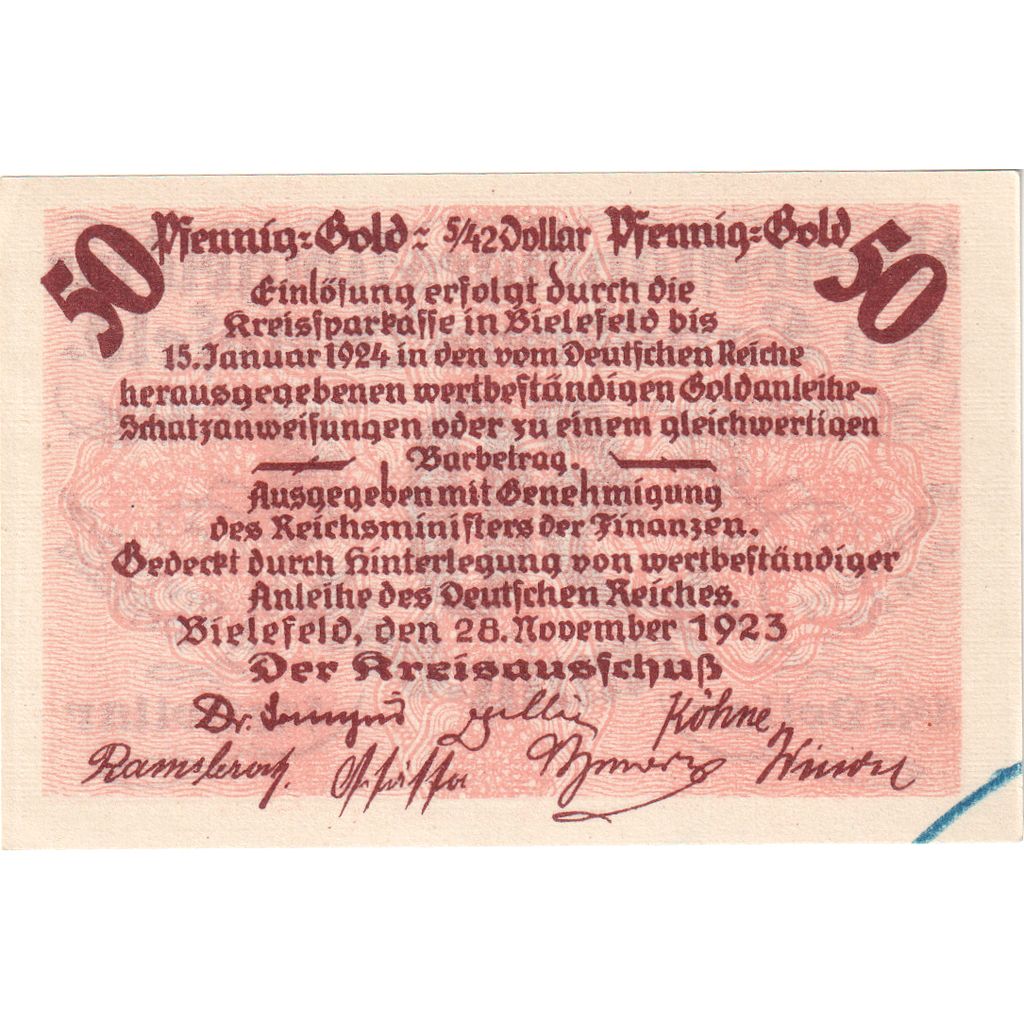 50 Pfennig=Gold = 5/42 Dollar Pfennig=Gold 50
Einlösung erfolgt durch die
Kreissparkasse in Bielefeld bis
15. Januar 1924 in den vom Deutschen Reiche
herausgegebenen wertbeständigen Goldanleihe-
Schatzanweisungen oder zu einem gleichwertigen
Barbetrag.
Ausgegeben mit Genehmigung
des Reichsministers der Finanzen.
Gedeckt durch Hinterlegung von wertbeständiger
Anleihe des Deutschen Reiches.
Bielefeld, den 28. November 1923
Der Kreisausschuß
Dr. Köhne